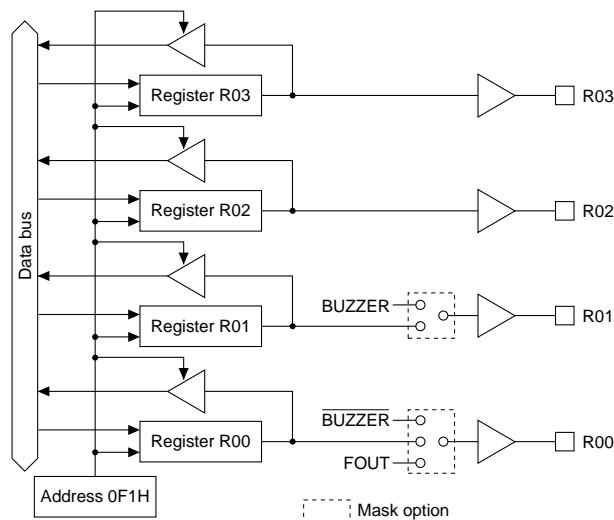 Register R03
R03
Register R02
R02
Data bus
BUZZER
Register R01
R01
BUZZER
Register R00
R00
FOUT
Address 0F1H
Mask option